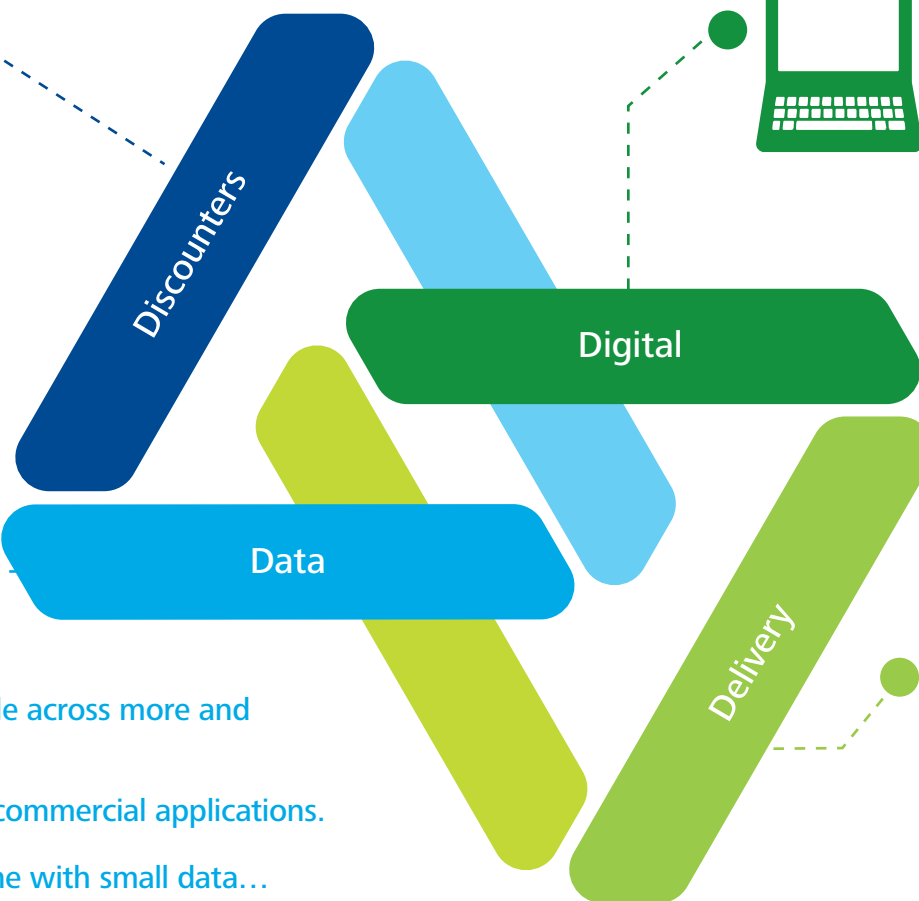 Discounters
Digital
Data
Delivery
across more and
commercial applications.
with small data…